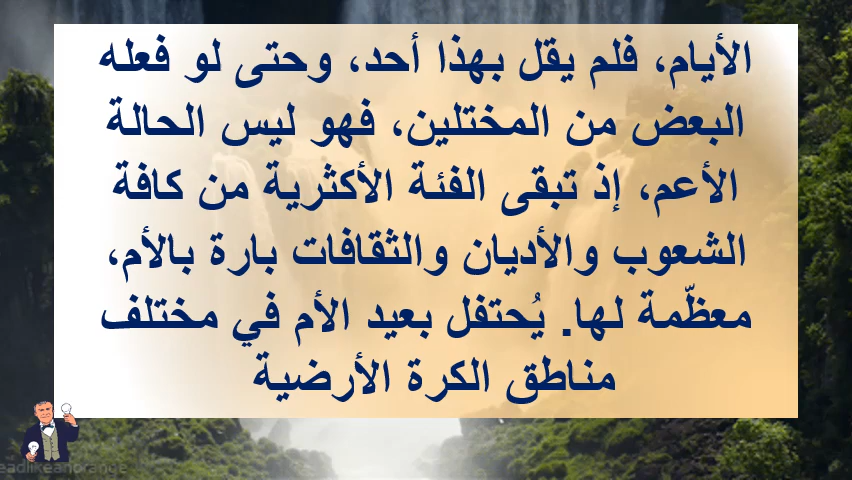 الأيام، فلم يقل بهذا أحد، وحتى لو فعله
البعض من المختلين، فهو ليس الحالة
الأعم، إذ تبقى الفئة الأكثرية من كافة
الشعوب والأديان والثقافات بارة بالأم،
معظّمة لها. يُحتفل بعيد الأم في مختلف
مناطق الكرة الأرضية
eadlikeanorange